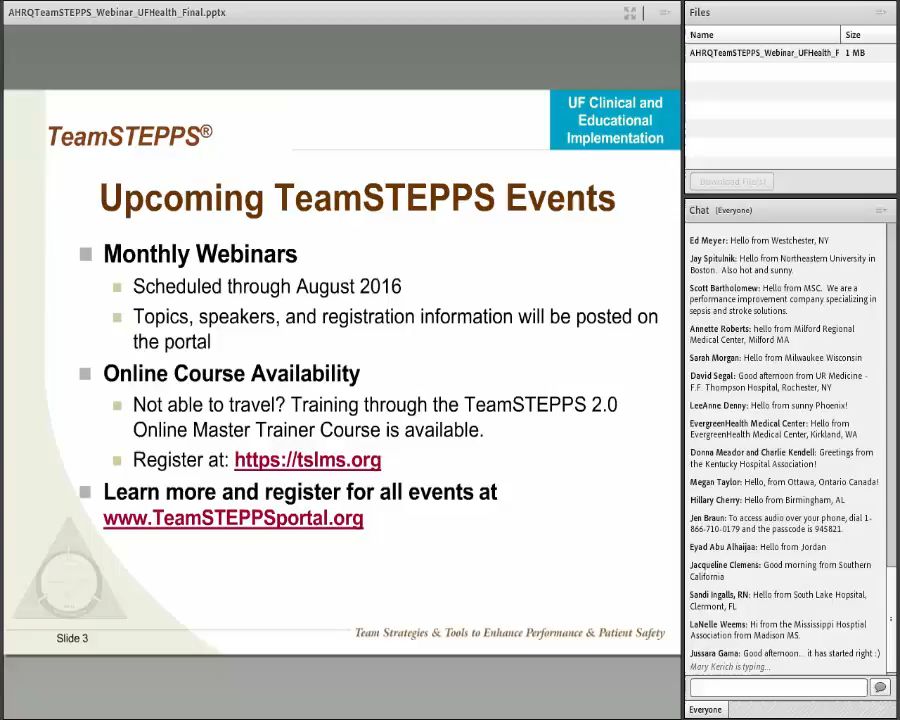 AHRQTeamSTEPPS_Webinar_UFHealth_Final.pptx
UF Clinical and
Educational
Implementation
TeamSTEPPS®
Upcoming TeamSTEPPS Events
Monthly Webinars
Scheduled through August 2016
Topics, speakers, and registration information will be posted on
the portal
Online Course Availability
Not able to travel? Training through the TeamSTEPPS 2.0
Online Master Trainer Course is available.
Register at: https://tslms.org
Learn more and register for all events at
www.TeamSTEPPSportal.org
Team Strategies & Tools to Enhance Performance & Patient Safety
Slide 3
Files
Name Size
AHRQTeamSTEPPS_Webinar_UFHealth_F 1 MB
Download File(s)
Chat (Everyone)
Ed Meyer: Hello from Westchester, NY
Jay Spitulnik: Hello from Northeastern University in
Boston. Also hot and sunny.
Scott Bartholomew: Hello from MSC. We are a
performance improvement company specializing in
sepsis and stroke solutions.
Annette Roberts: hello from Milford Regional
Medical Center, Milford MA
Sarah Morgan: Hello from Milwaukee Wisconsin
David Segal: Good afternoon from UR Medicine -
F.F. Thompson Hospital, Rochester, NY
LeeAnne Denny: Hello from sunny Phoenix!
EvergreenHealth Medical Center: Hello from
EvergreenHealth Medical Center, Kirkland, WA
Donna Meador and Charlie Kendell: Greetings from
the Kentucky Hospital Association!
Megan Taylor: Hello, from Ottawa, Ontario Canada!
Hillary Cherry: Hello from Birmingham, AL
Jen Braun: To access audio over your phone, dial 1-
866-710-0179 and the passcode is 945821.
Eyad Abu Alhaijaa: Hello from Jordan
Jacqueline Clemens: Good morning from Southern
California
Sandi Ingalls, RN: Hello from South Lake Hopsital,
Clermont, FL
LaNelle Weems: Hi from the Mississippi Hosptial
Association from Madison MS.
Jussara Gama: Good afternoon... it has started right :)
Mary Kerich is typing...
Everyone